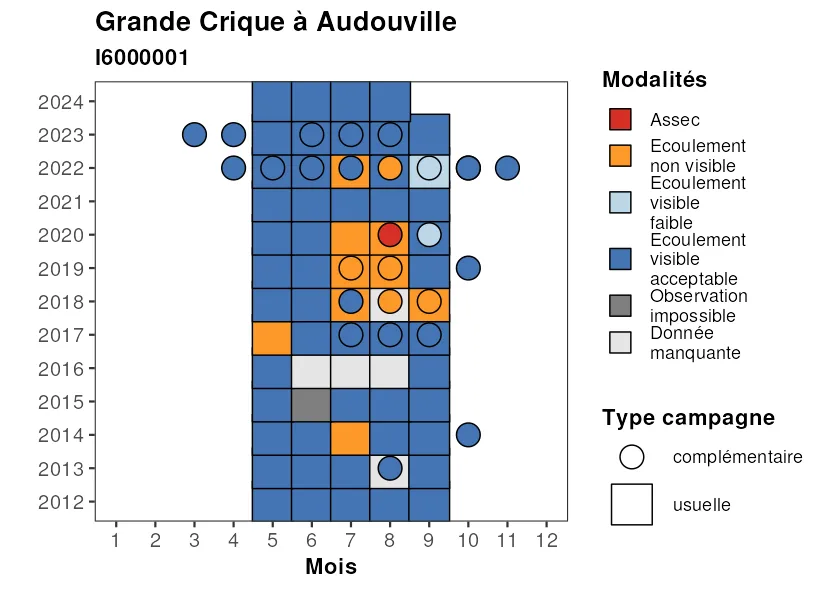 Grande Crique à Audouville
I6000001
2024
2023
2022
2021
2020
2019
2018
2017
2016
2015
2014
2013
2012
1 2 3 4 5 6 7 8 9 10 11 12
Mois
Modalités
Assec
Ecoulement
non visible
Ecoulement
visible
faible
Ecoulement
visible
acceptable
Observation
impossible
Donnée
manquante
Type campagne
complémentaire
usuelle